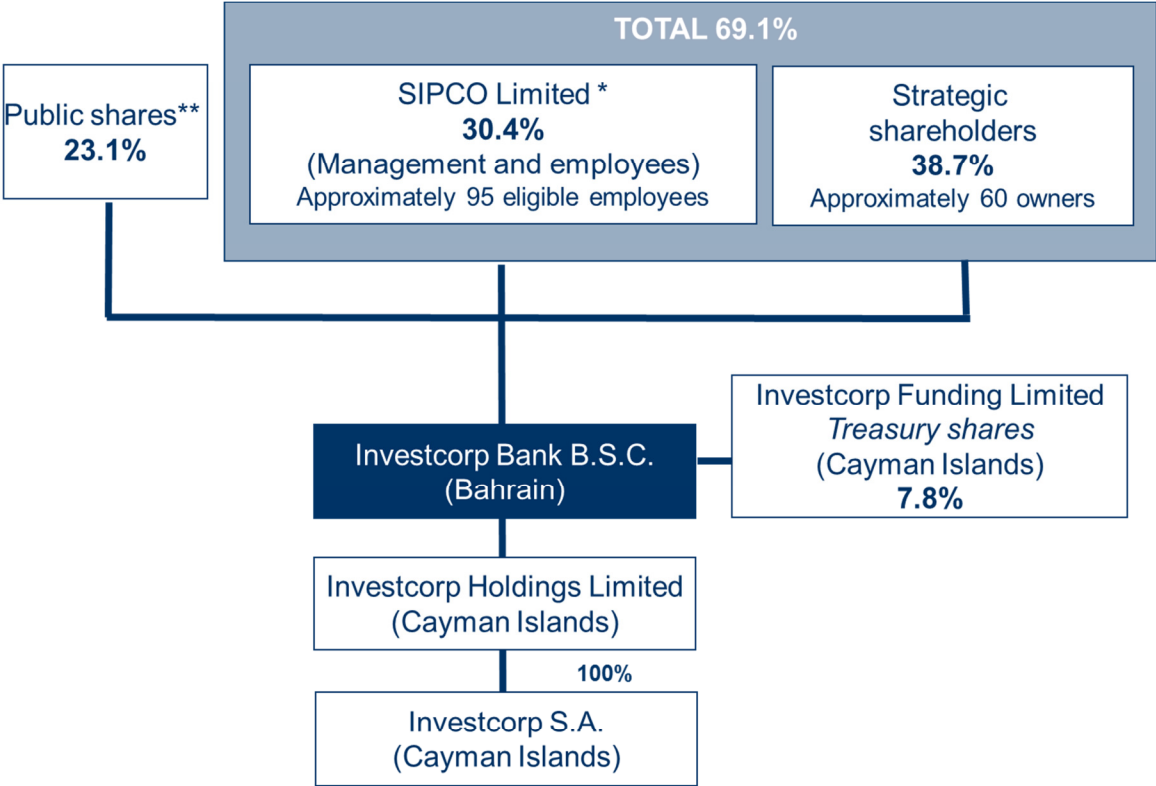 TOTAL 69.1%
Public shares**
23.1%
SIPCO Limited *
30.4%
(Management and employees)
Approximately 95 eligible employees
Strategic
shareholders
38.7%
Approximately 60 owners
Investcorp Funding Limited
Treasury shares
(Cayman Islands)
7.8%
Investcorp Bank B.S.C.
(Bahrain)
Investcorp Holdings Limited
(Cayman Islands)
100%
Investcorp S.A.
(Cayman Islands)